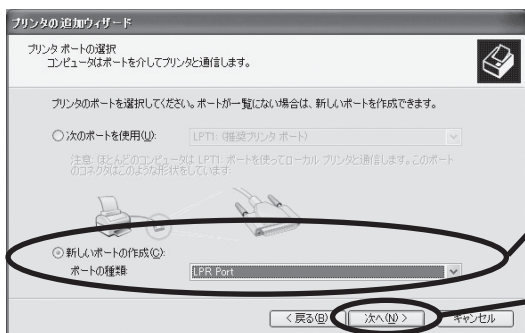 プリンタの追加ウィザード
プリンタ ポートの選択
コンピュータはポートを介してプリンタと通信します。
プリンタのポートを選択してください。ポートが一覧にない場合は、新しいポートを作成できます。
次のポートを使用(U):
LPT1: (推奨プリンタ ポート)
注意: ほとんどのコンピュータは LPT1: ポートを使ってローカル プリンタと通信します。このポート
のコネクタはこのような形状をしています:
新しいポートの作成(C):
ポートの種類:
LPR Port
< 戻る(B)
次へ(N) >
キャンセル